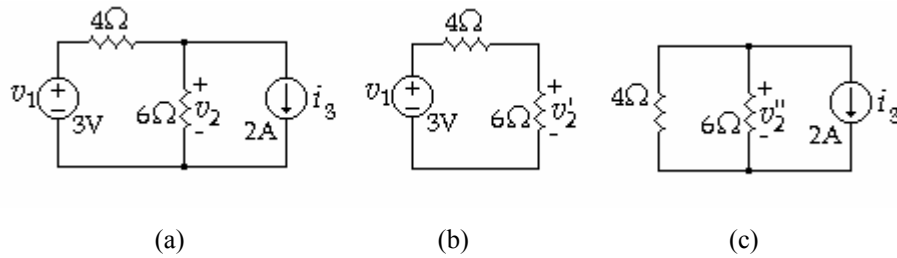 4Ω
v₁ + − 3V 6Ω + v₂ - i₃ 2A
(a)
4Ω
v₁ + − 3V 6Ω + v₂' -
(b)
4Ω 6Ω + v₂'' - i₃ 2A
(c)